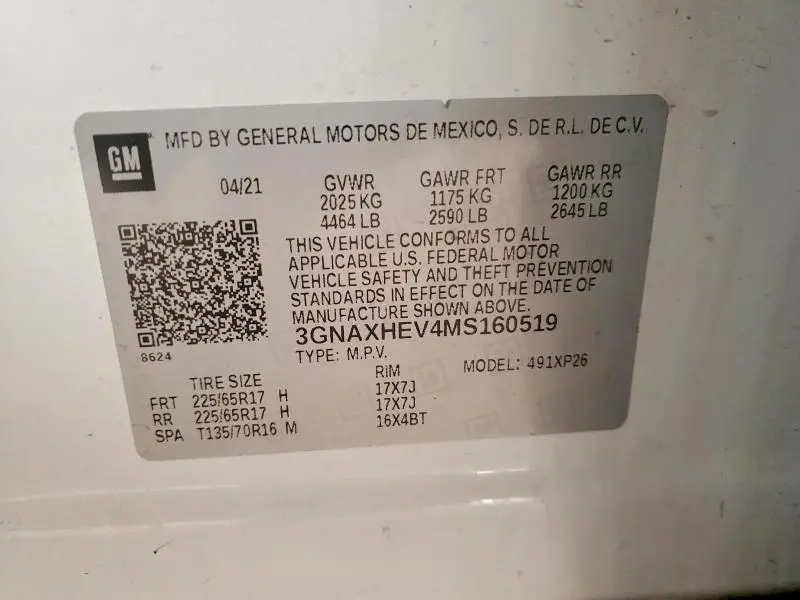 GM MFD BY GENERAL MOTORS DE MEXICO, S. DE R.L. DE C.V.
04/21 GVWR GAWR FRT GAWR RR
2025 KG 1175 KG 1200 KG
4464 LB 2590 LB 2645 LB
THIS VEHICLE CONFORMS TO ALL
APPLICABLE U.S. FEDERAL MOTOR
VEHICLE SAFETY AND THEFT PREVENTION
STANDARDS IN EFFECT ON THE DATE OF
MANUFACTURE SHOWN ABOVE.
3GNAXHEV4MS160519
8624 TYPE: M.P.V. MODEL: 491XP26
TIRE SIZE RIM
FRT 225/65R17 H 17X7J
RR 225/65R17 H 17X7J
SPA T135/70R16 M 16X4BT